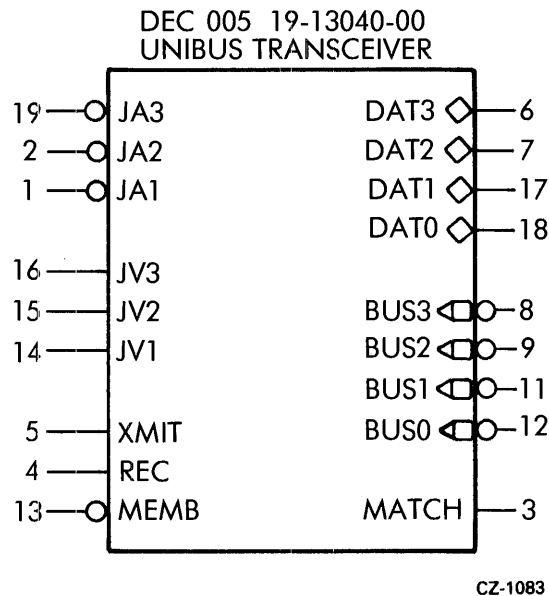 DEC 005 19-13040-00
UNIBUS TRANSCEIVER
19 JA3 DAT3 6
2 JA2 DAT2 7
1 JA1 DAT1 17
DAT0 18
16 JV3
15 JV2 BUS3 8
14 JV1 BUS2 9
BUS1 11
5 XMIT BUS0 12
4 REC
13 MEMB MATCH 3
CZ-1083